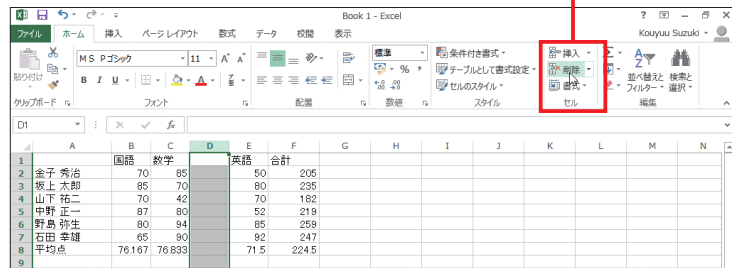 Book 1 - Excel
ファイル ホーム 挿入 ページ レイアウト 数式 データ 校閲 表示 Kouyuu Suzuki
貼り付け MS Pゴシック 11 A A 標準 条件付き書式 挿入
B I U A % テーブルとして書式設定 削除 並べ替えと フィルター 検索と 選択
セルのスタイル 書式
クリップボード フォント 配置 数値 スタイル セル 編集
D1 fx
A B C D E F G H I J K L M N
1 国語 数学 英語 合計
2 金子 秀治 70 85 50 205
3 坂上 太郎 85 70 80 235
4 山下 祐二 70 42 70 182
5 中野 正一 87 80 52 219
6 野島 弥生 80 94 85 259
7 石田 幸雄 65 90 92 247
8 平均点 76.167 76.833 71.5 224.5
9